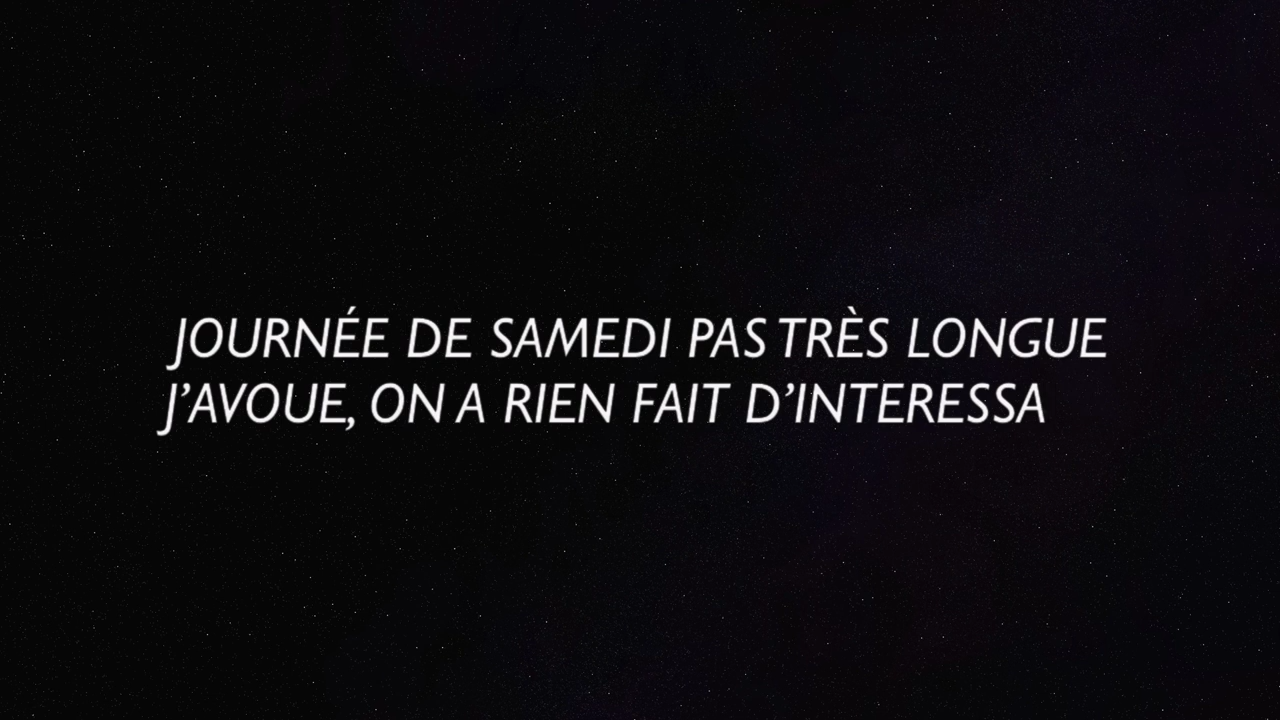 JOURNÉE DE SAMEDI PAS TRÈS LONGUE
J’AVOUE, ON A RIEN FAIT D’INTERESSA